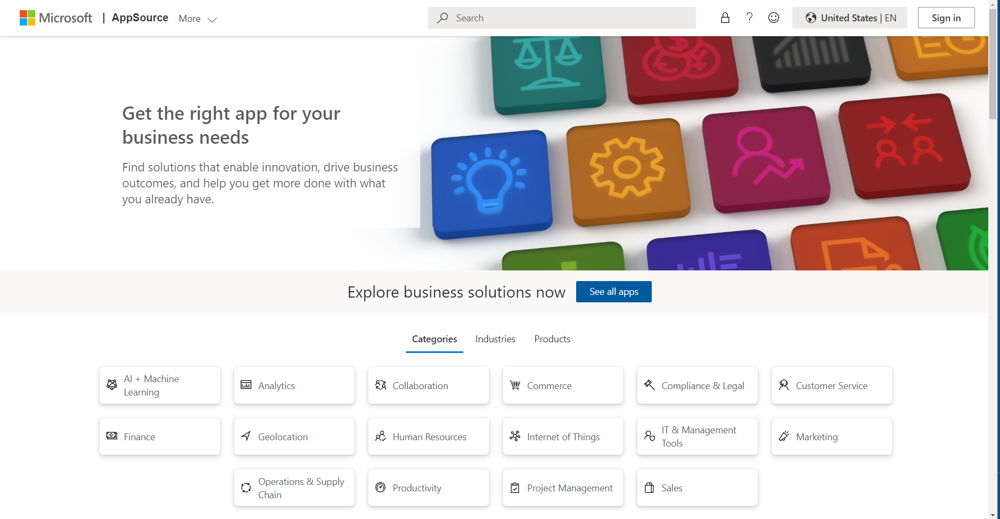 Microsoft | AppSource More
Search
United States | EN
Sign in
Get the right app for your
business needs
Find solutions that enable innovation, drive business
outcomes, and help you get more done with what
you already have.
Explore business solutions now
See all apps
Categories Industries Products
AI + Machine
Learning
Analytics
Collaboration
Commerce
Compliance & Legal
Customer Service
Finance
Geolocation
Human Resources
Internet of Things
IT & Management
Tools
Marketing
Operations & Supply
Chain
Productivity
Project Management
Sales